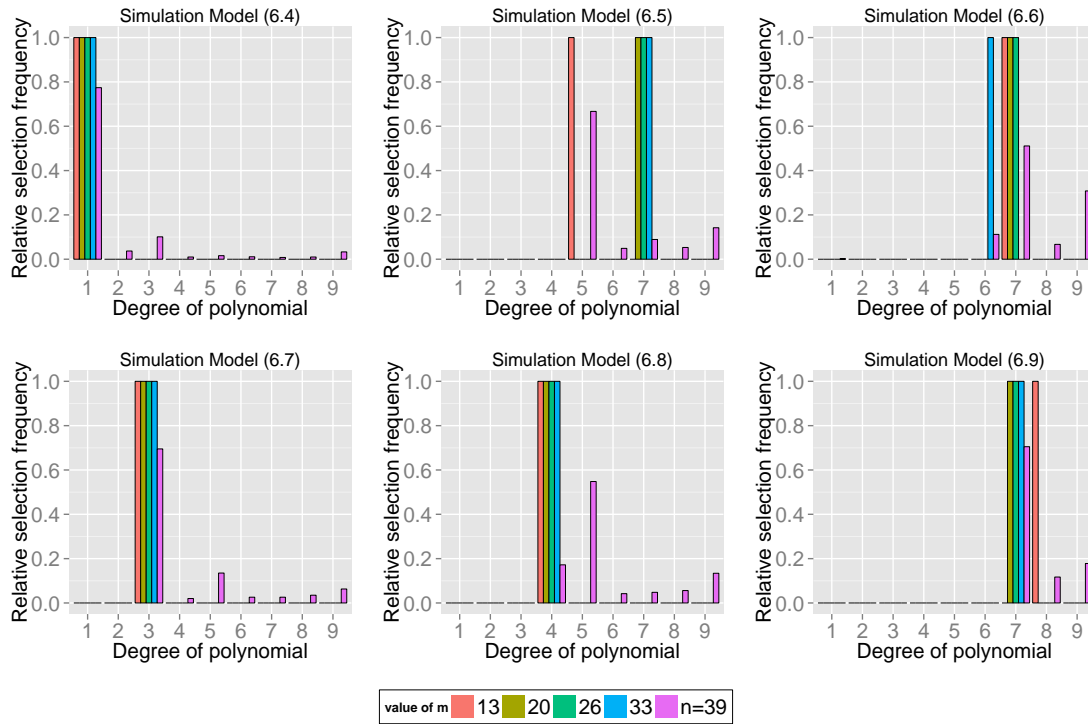 Simulation Model (6.4)
Relative selection frequency
1.0
0.8
0.6
0.4
0.2
0.0
1 2 3 4 5 6 7 8 9
Degree of polynomial
Simulation Model (6.5)
Relative selection frequency
1.0
0.8
0.6
0.4
0.2
0.0
1 2 3 4 5 6 7 8 9
Degree of polynomial
Simulation Model (6.6)
Relative selection frequency
1.0
0.8
0.6
0.4
0.2
0.0
1 2 3 4 5 6 7 8 9
Degree of polynomial
Simulation Model (6.7)
Relative selection frequency
1.0
0.8
0.6
0.4
0.2
0.0
1 2 3 4 5 6 7 8 9
Degree of polynomial
Simulation Model (6.8)
Relative selection frequency
1.0
0.8
0.6
0.4
0.2
0.0
1 2 3 4 5 6 7 8 9
Degree of polynomial
Simulation Model (6.9)
Relative selection frequency
1.0
0.8
0.6
0.4
0.2
0.0
1 2 3 4 5 6 7 8 9
Degree of polynomial
value of m 13 20 26 33 n=39